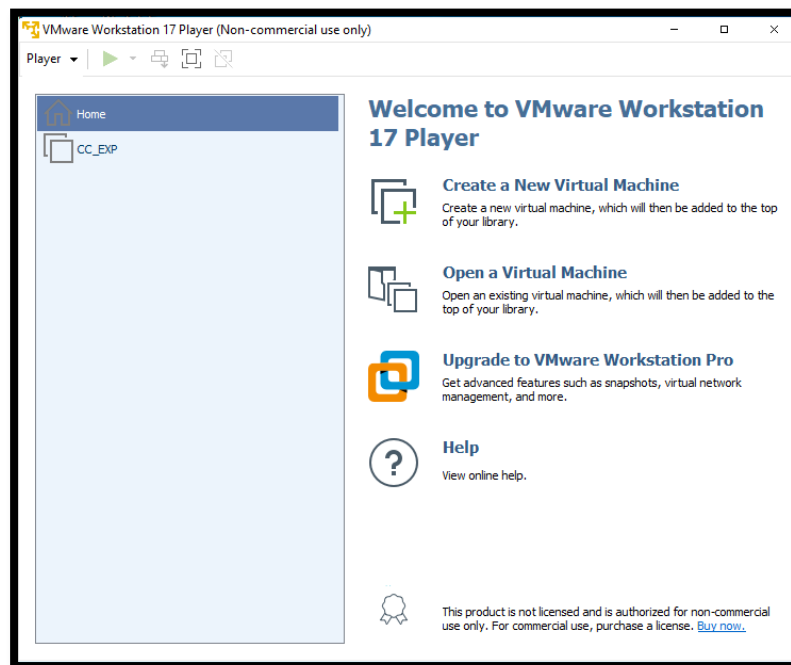 VMware Workstation 17 Player (Non-commercial use only)
Player
Home
CC_EXP
Welcome to VMware Workstation
17 Player
Create a New Virtual Machine
Create a new virtual machine, which will then be added to the top
of your library.
Open a Virtual Machine
Open an existing virtual machine, which will then be added to the
top of your library.
Upgrade to VMware Workstation Pro
Get advanced features such as snapshots, virtual network
management, and more.
?
Help
View online help.
This product is not licensed and is authorized for non-commercial
use only. For commercial use, purchase a license. Buy now.